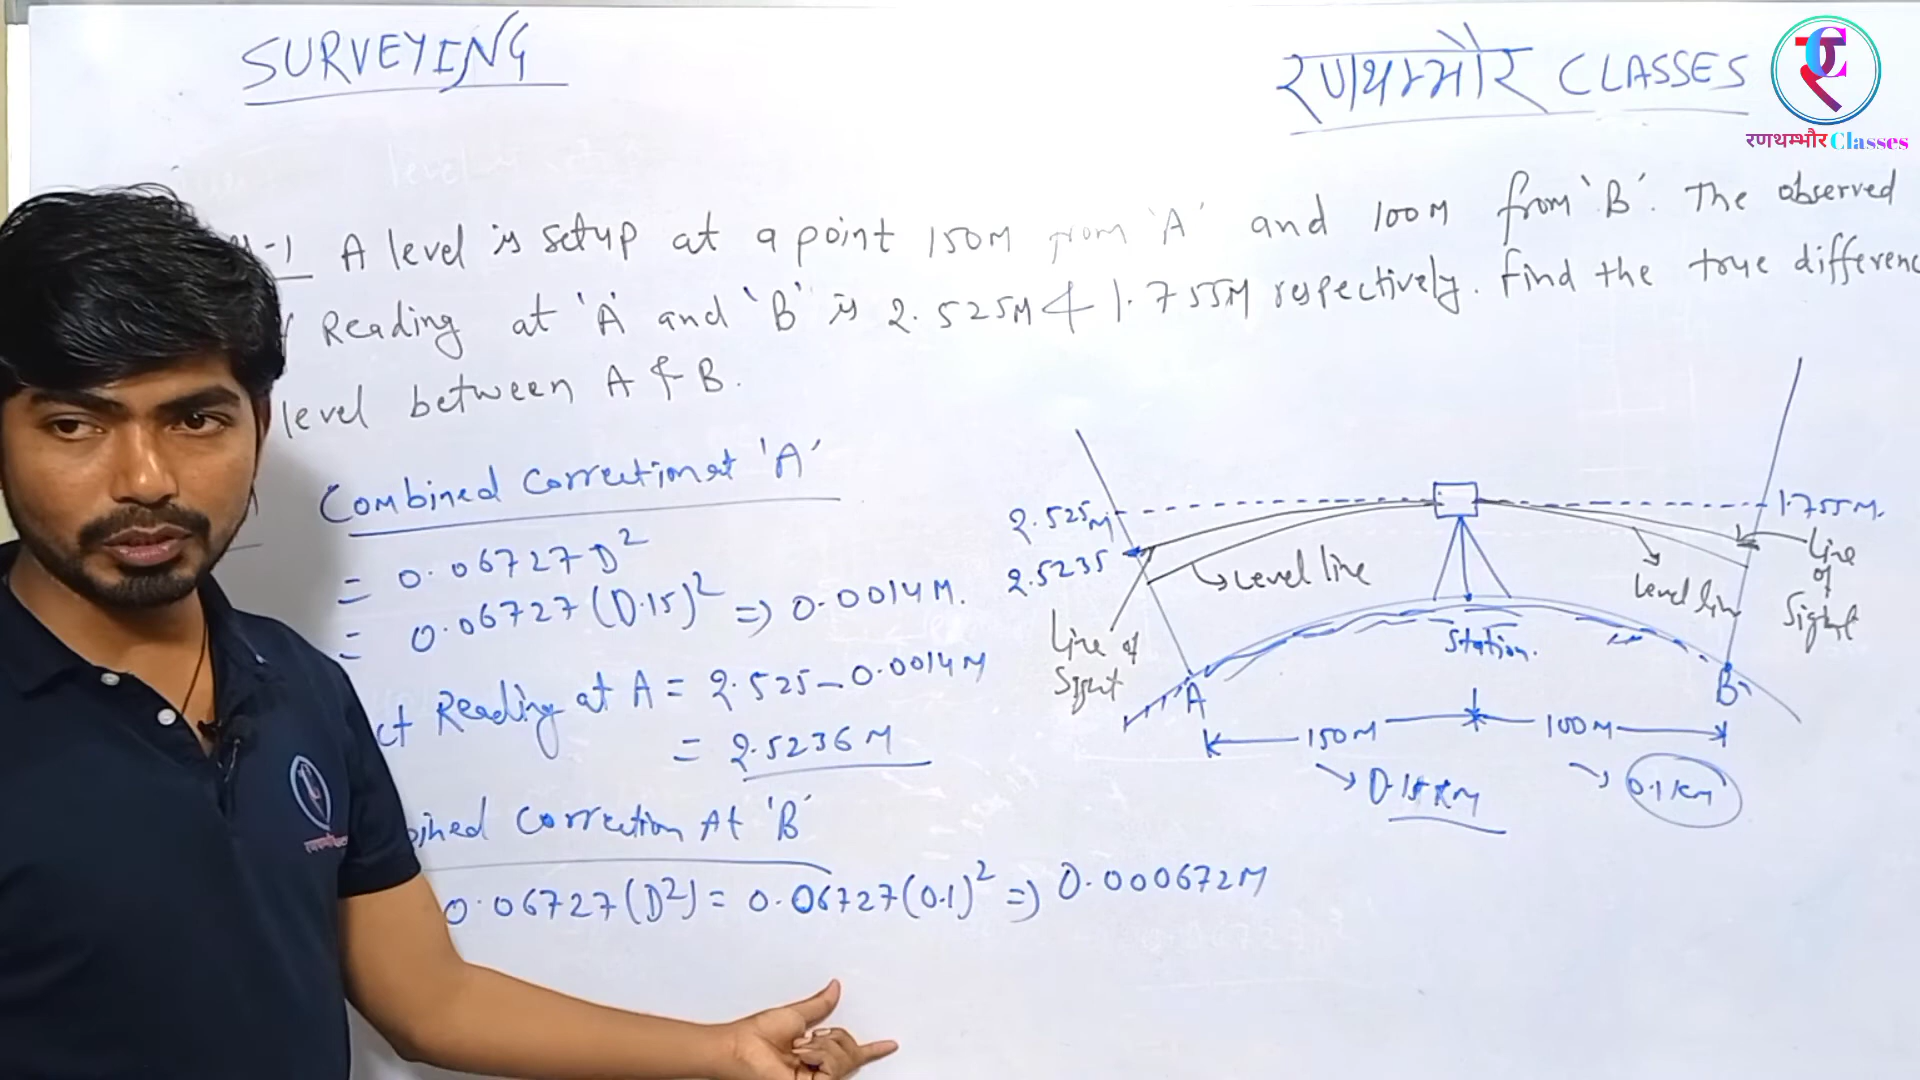 SURVEYING
रणथम्भौर CLASSES
रणथम्भौर Classes
-1 A level is setup at a point 150M from 'A' and 100M from 'B'. The observed
Reading at 'A' and 'B' is 2.525M & 1.755M respectively. find the true differenc
level between A & B.
Combined Correction at 'A'
= 0.06727D²
= 0.06727(0.15)² => 0.0014M.
ct Reading at A = 2.525-0.0014M
= 2.5236M
ined Correction At 'B'
0.06727(D²) = 0.06727(0.1)² => 0.000672M
2.525M
2.5235
Line of
Sight
Level line
1.755M.
Line
of
Sight
Level line
Station.
A
B
150M
100M
0.15KM
0.1KM